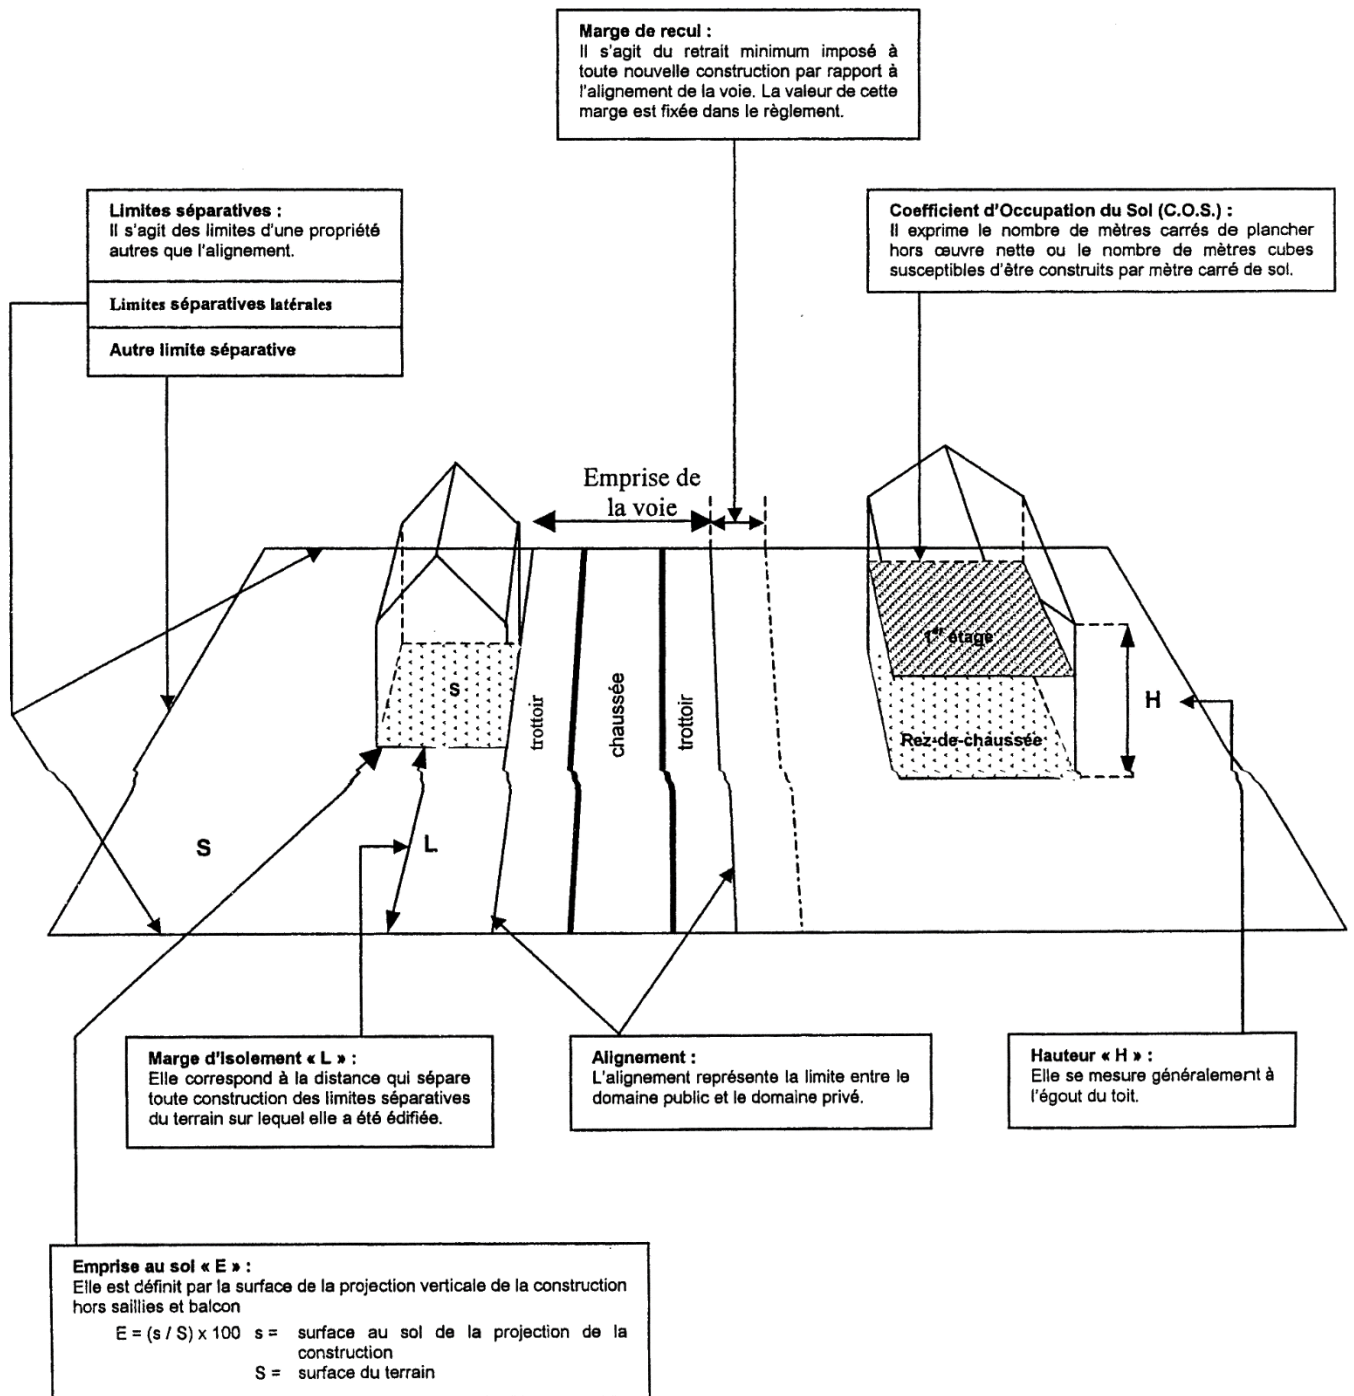 Marge de recul :
Il s'agit du retrait minimum imposé à
toute nouvelle construction par rapport à
l'alignement de la voie. La valeur de cette
marge est fixée dans le règlement.
Limites séparatives :
Il s'agit des limites d'une propriété
autres que l'alignement.
Limites séparatives latérales
Autre limite séparative
Coefficient d'Occupation du Sol (C.O.S.) :
Il exprime le nombre de mètres carrés de plancher
hors œuvre nette ou le nombre de mètres cubes
susceptibles d'être construits par mètre carré de sol.
Emprise de
la voie
1er étage
Rez-de-chaussée
H
s
trottoir
chaussée
trottoir
S
L
Marge d'Isolement « L » :
Elle correspond à la distance qui sépare
toute construction des limites séparatives
du terrain sur lequel elle a été édifiée.
Alignement :
L'alignement représente la limite entre le
domaine public et le domaine privé.
Hauteur « H » :
Elle se mesure généralement à
l'égout du toit.
Emprise au sol « E » :
Elle est définit par la surface de la projection verticale de la construction
hors saillies et balcon
E = (s / S) x 100 s = surface au sol de la projection de la
construction
S = surface du terrain